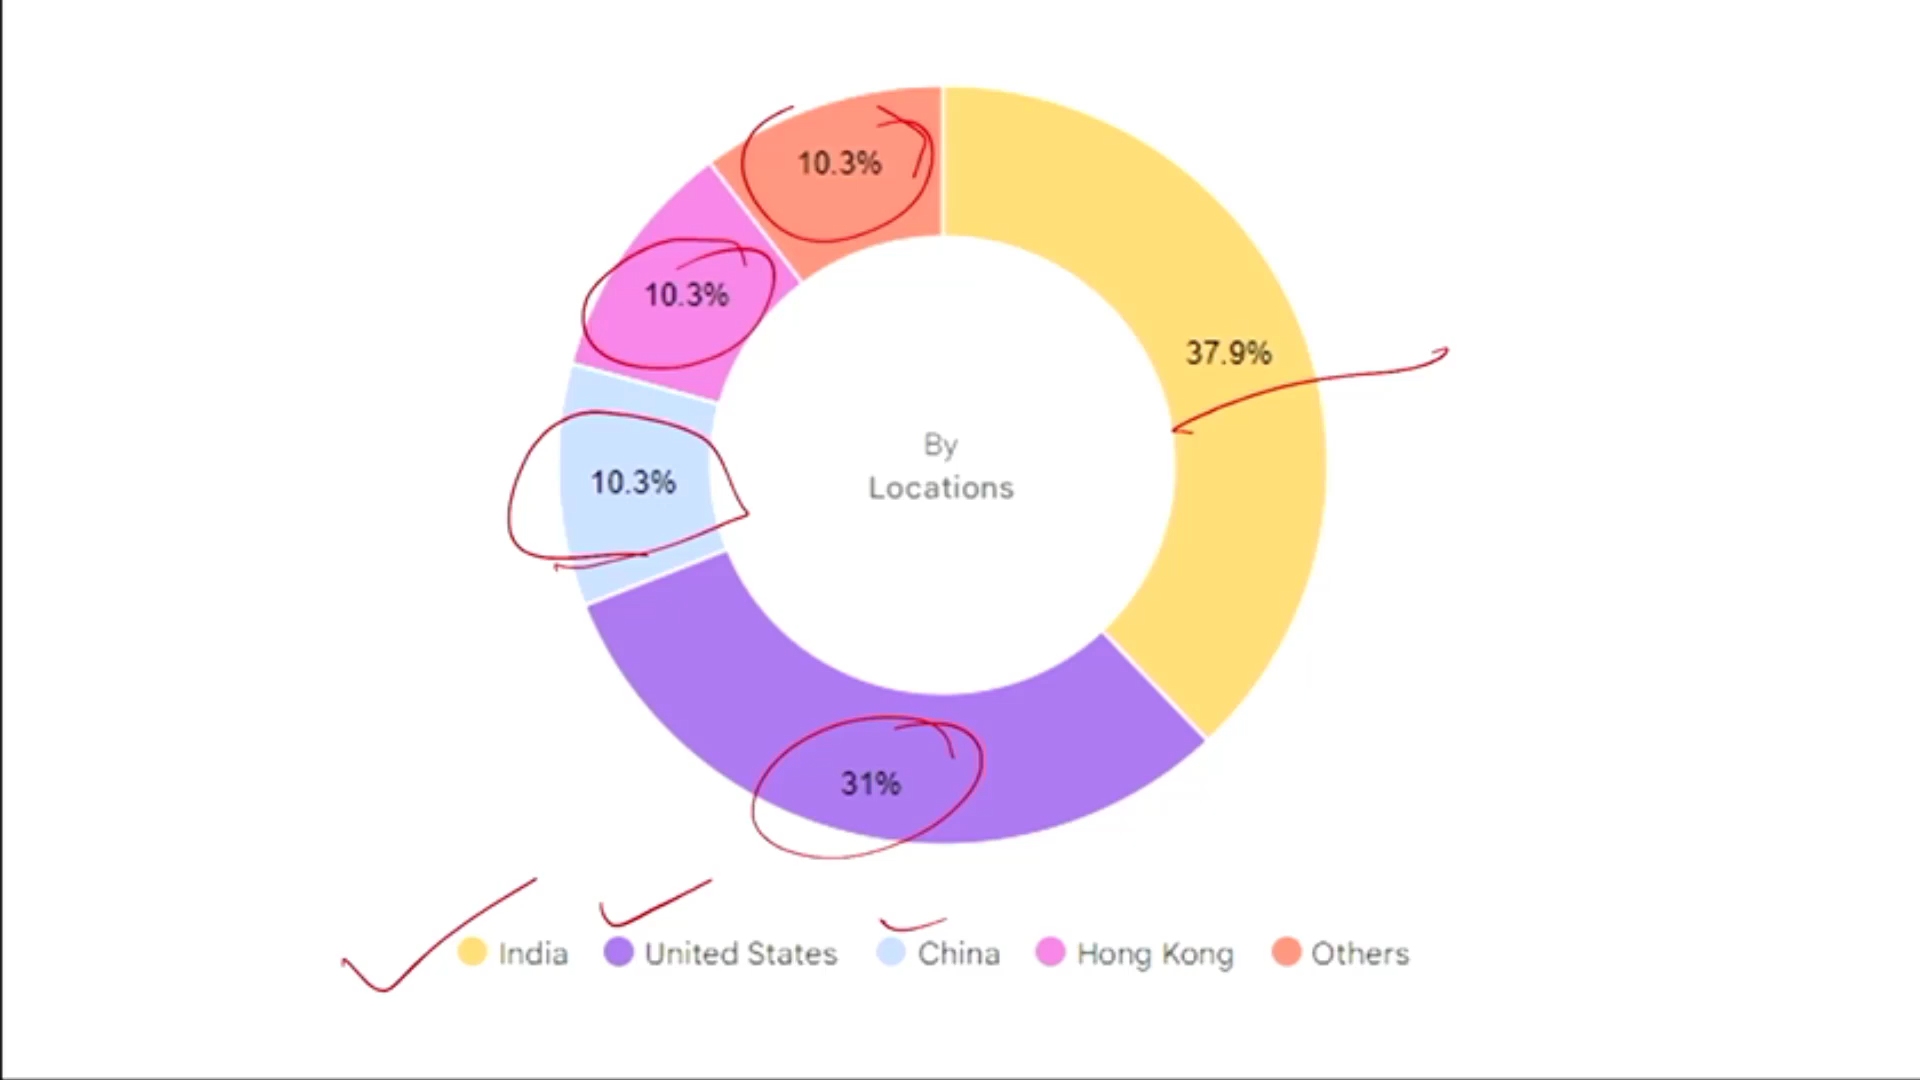 10.3%
10.3%
37.9%
By
Locations
10.3%
31%
India United States China Hong Kong Others